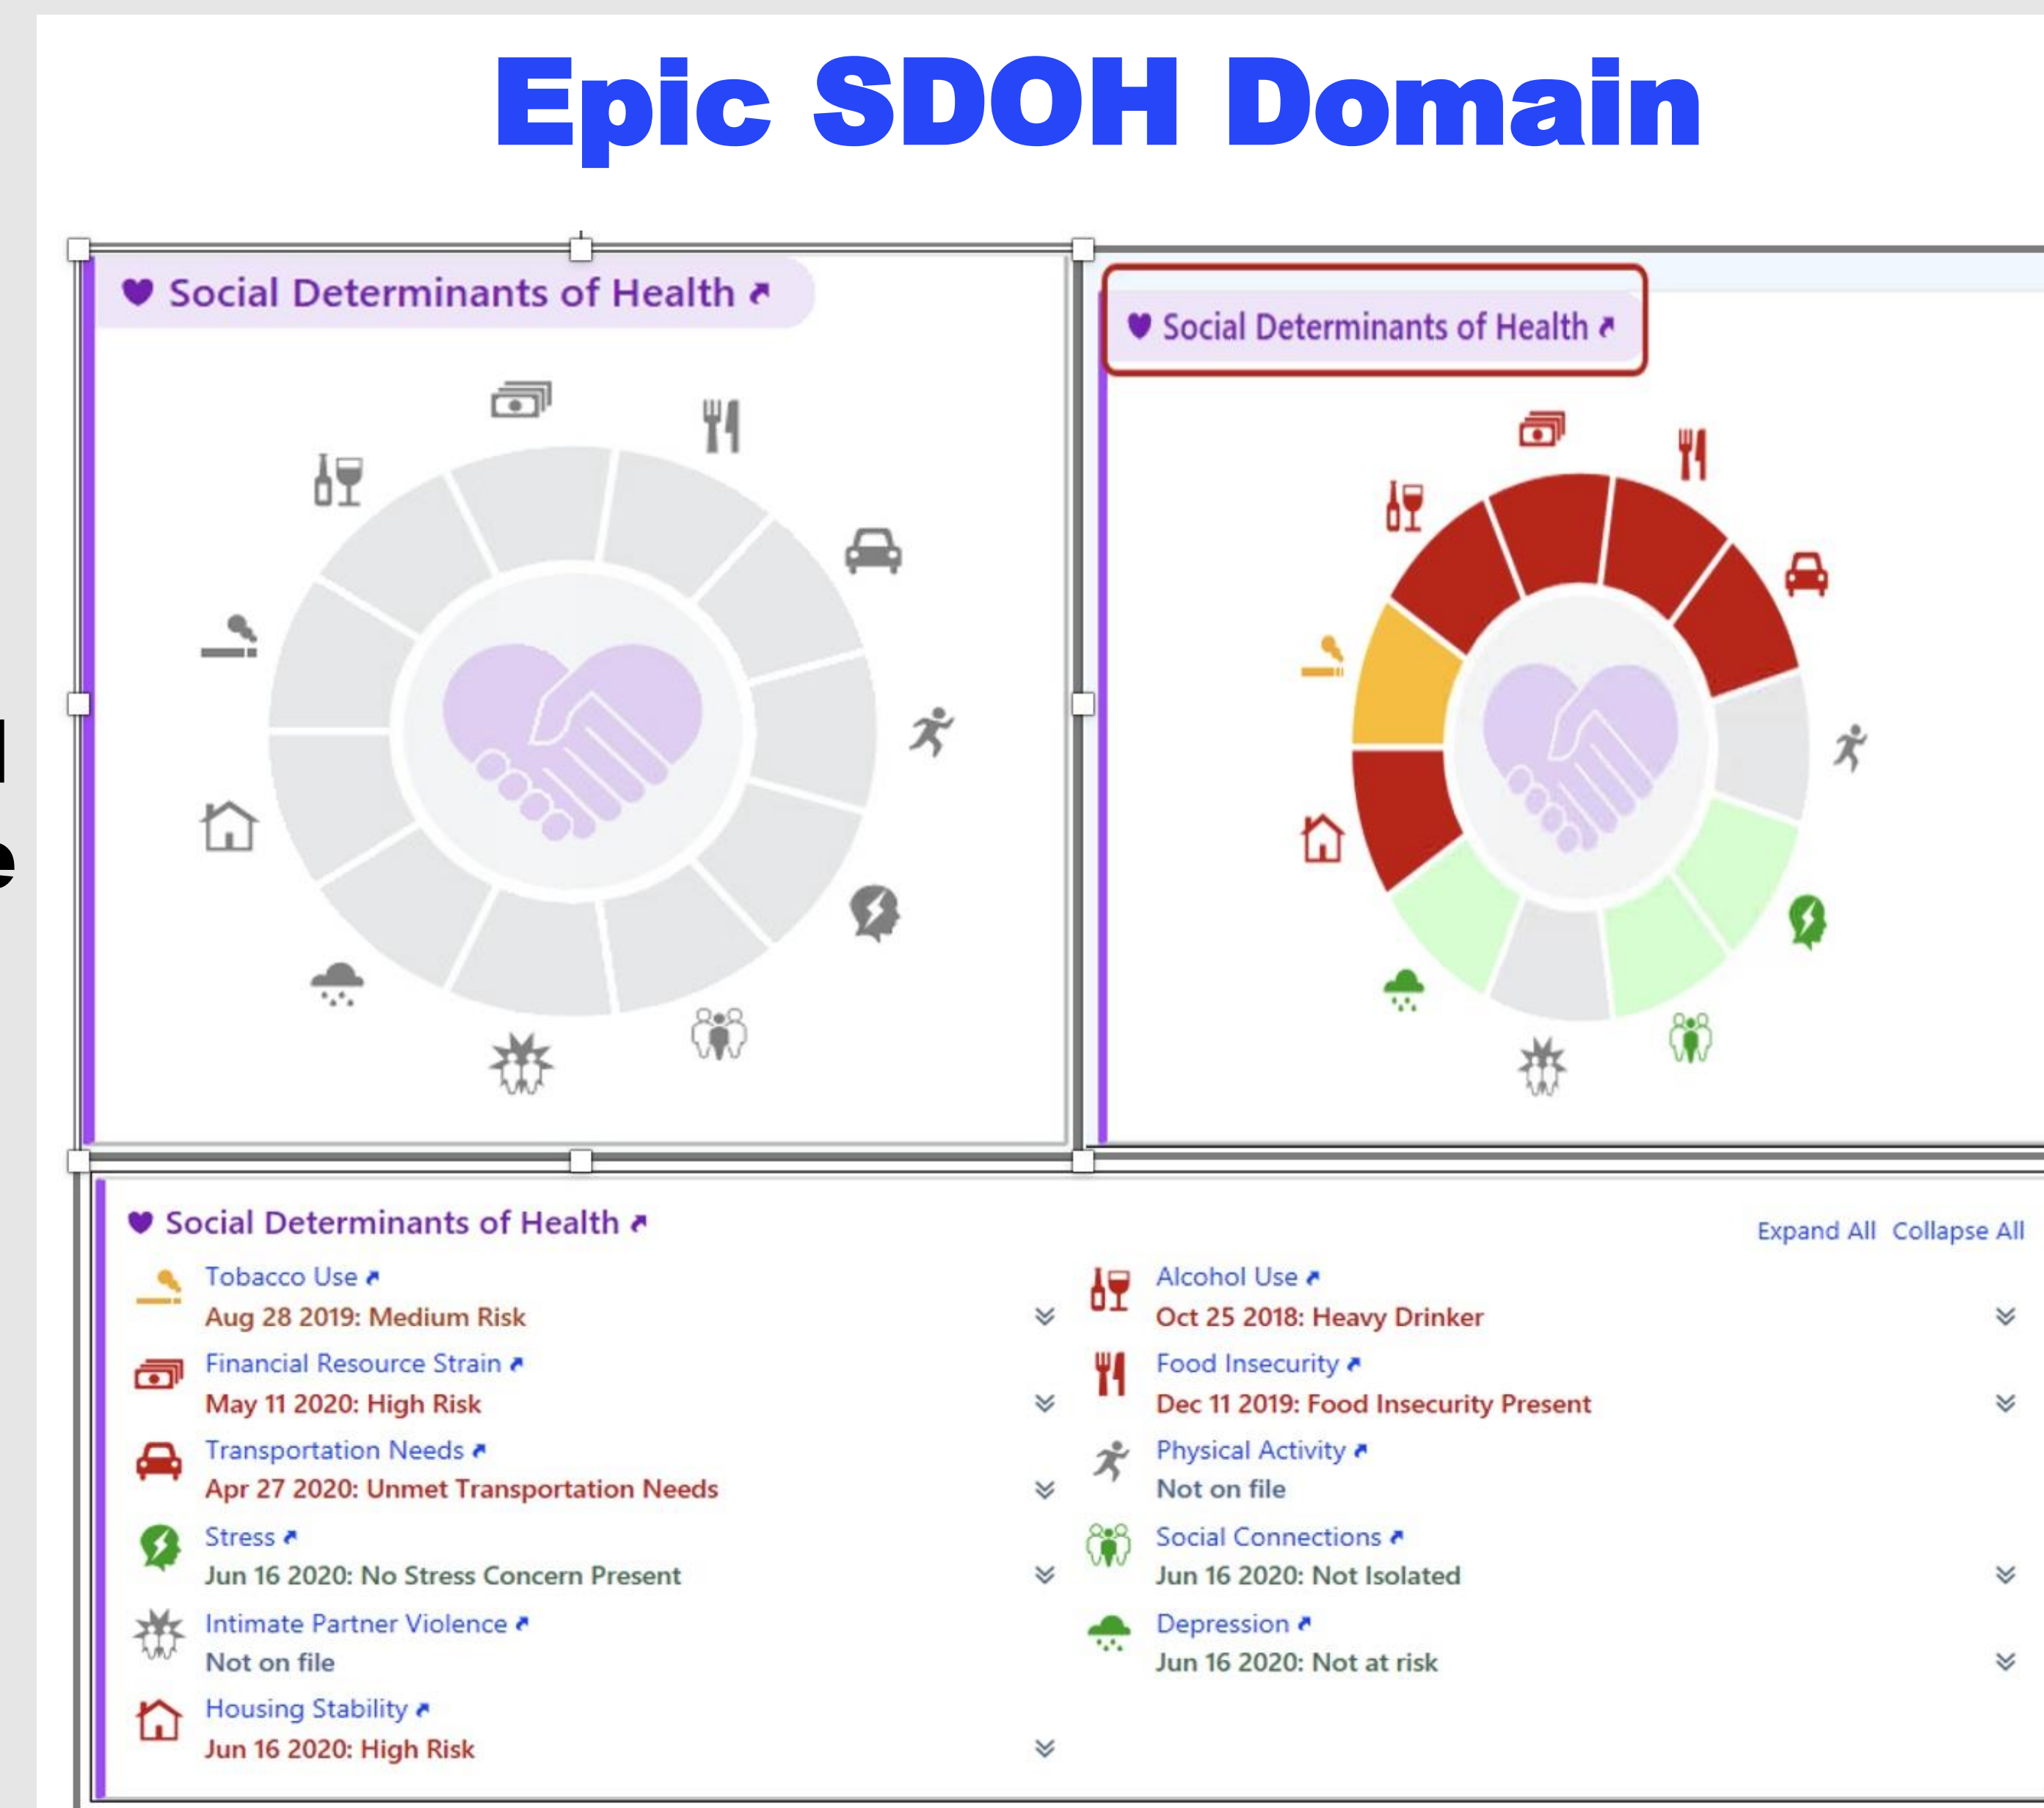 Epic SDOH Domain
Social Determinants of Health
Social Determinants of Health
Social Determinants of Health
Expand All Collapse All
Tobacco Use
Aug 28 2019: Medium Risk
Alcohol Use
Oct 25 2018: Heavy Drinker
Financial Resource Strain
May 11 2020: High Risk
Food Insecurity
Dec 11 2019: Food Insecurity Present
Transportation Needs
Apr 27 2020: Unmet Transportation Needs
Physical Activity
Not on file
Stress
Jun 16 2020: No Stress Concern Present
Social Connections
Jun 16 2020: Not Isolated
Intimate Partner Violence
Not on file
Depression
Jun 16 2020: Not at risk
Housing Stability
Jun 16 2020: High Risk